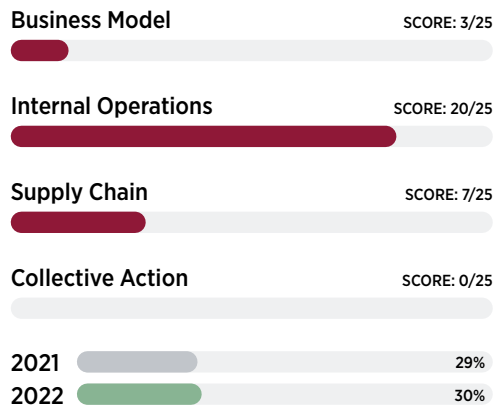 Business Model SCORE: 3/25
Internal Operations SCORE: 20/25
Supply Chain SCORE: 7/25
Collective Action SCORE: 0/25
2021 29%
2022 30%